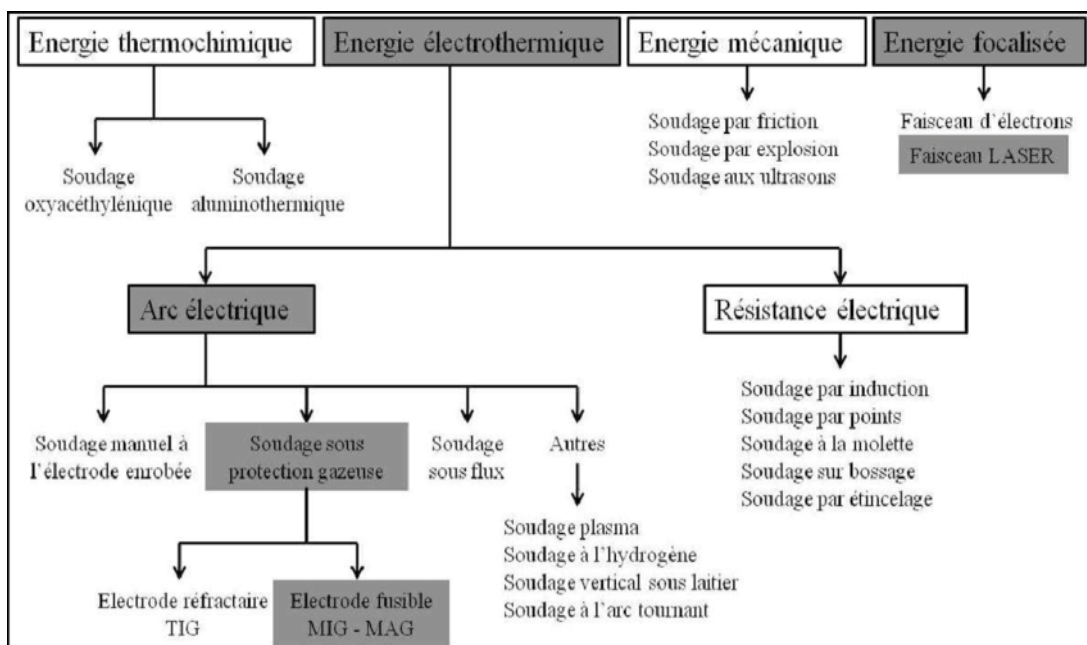 Energie thermochimique
Energie électrothermique
Energie mécanique
Energie focalisée
Soudage
oxyacéthylénique
Soudage
aluminothermique
Soudage par friction
Soudage par explosion
Soudage aux ultrasons
Faisceau d'électrons
Faisceau LASER
Arc électrique
Résistance électrique
Soudage manuel à
l'électrode enrobée
Soudage sous
protection gazeuse
Soudage
sous flux
Autres
Soudage par induction
Soudage par points
Soudage à la molette
Soudage sur bossage
Soudage par étincelage
Electrode réfractaire
TIG
Electrode fusible
MIG - MAG
Soudage plasma
Soudage à l'hydrogène
Soudage vertical sous laitier
Soudage à l'arc tournant